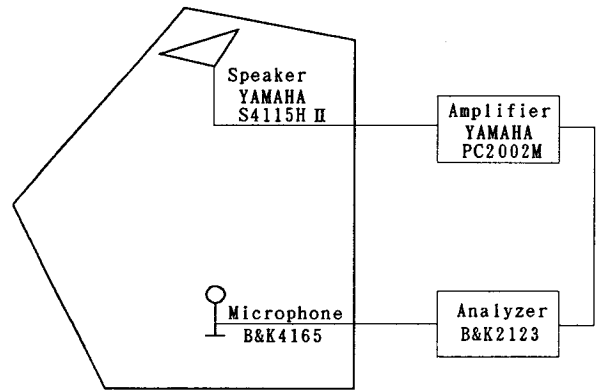 Speaker
YAMAHA
S4115H II
Amplifier
YAMAHA
PC2002M
Microphone
B&K4165
Analyzer
B&K2123